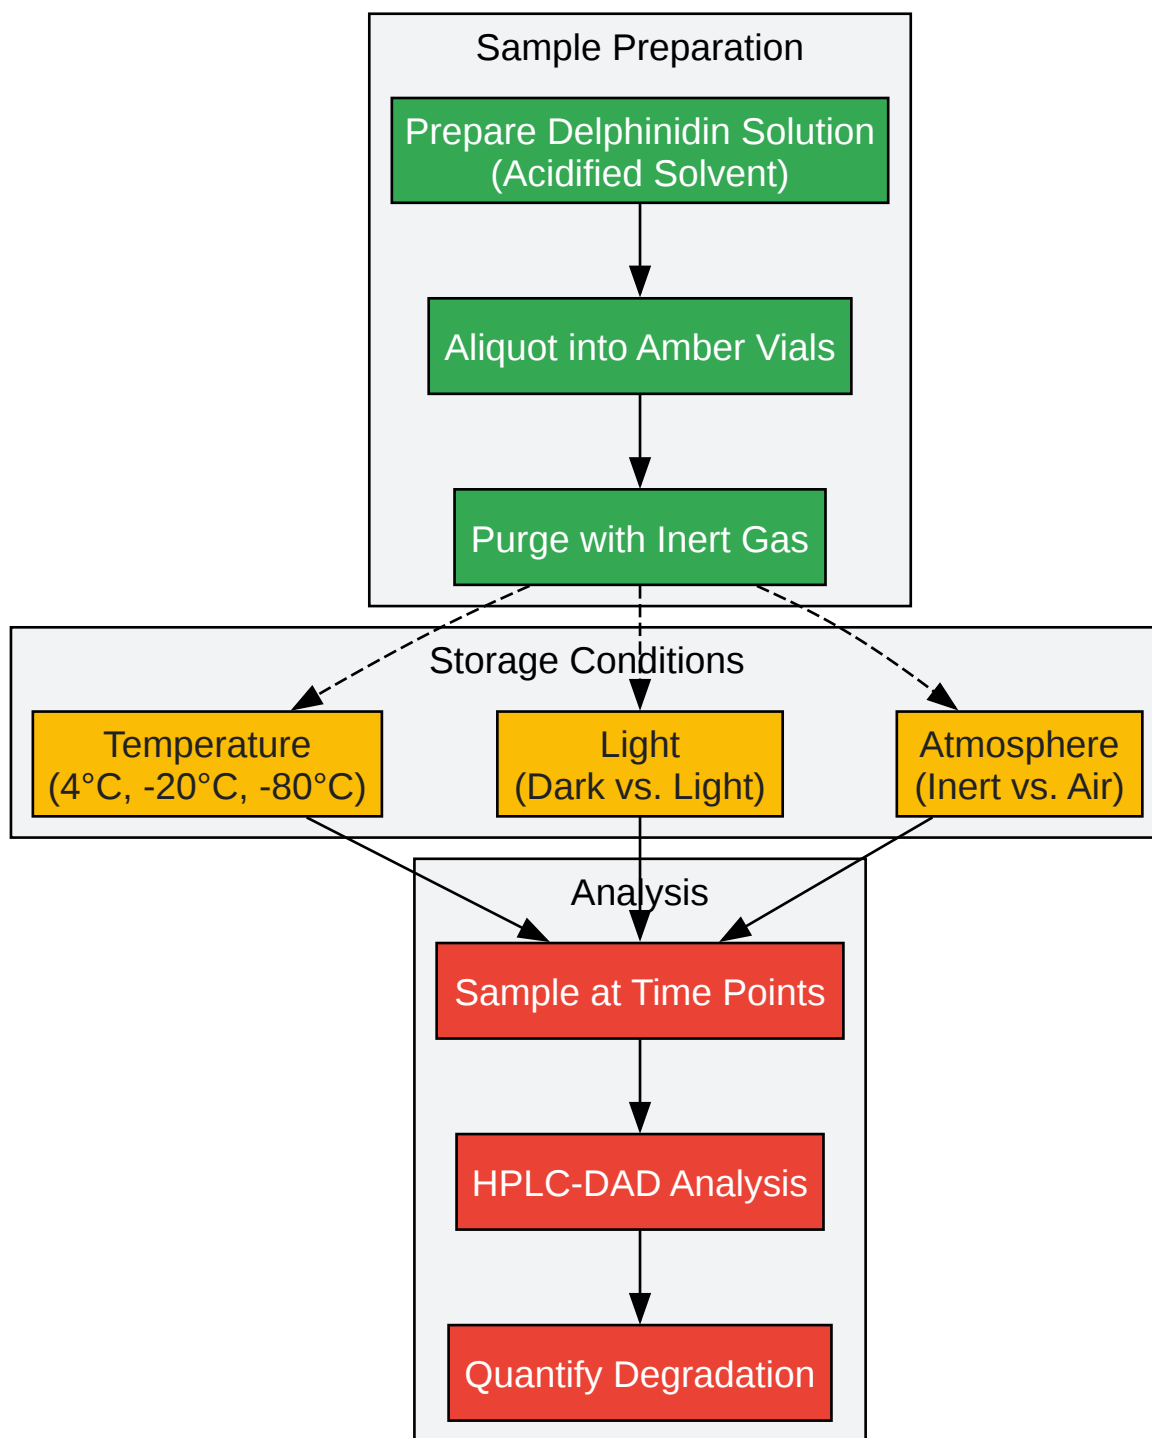 Sample Preparation
Prepare Delphinidin Solution
(Acidified Solvent)
Aliquot into Amber Vials
Purge with Inert Gas
Storage Conditions
Temperature
(4°C, -20°C, -80°C)
Light
(Dark vs. Light)
Atmosphere
(Inert vs. Air)
Analysis
Sample at Time Points
HPLC-DAD Analysis
Quantify Degradation